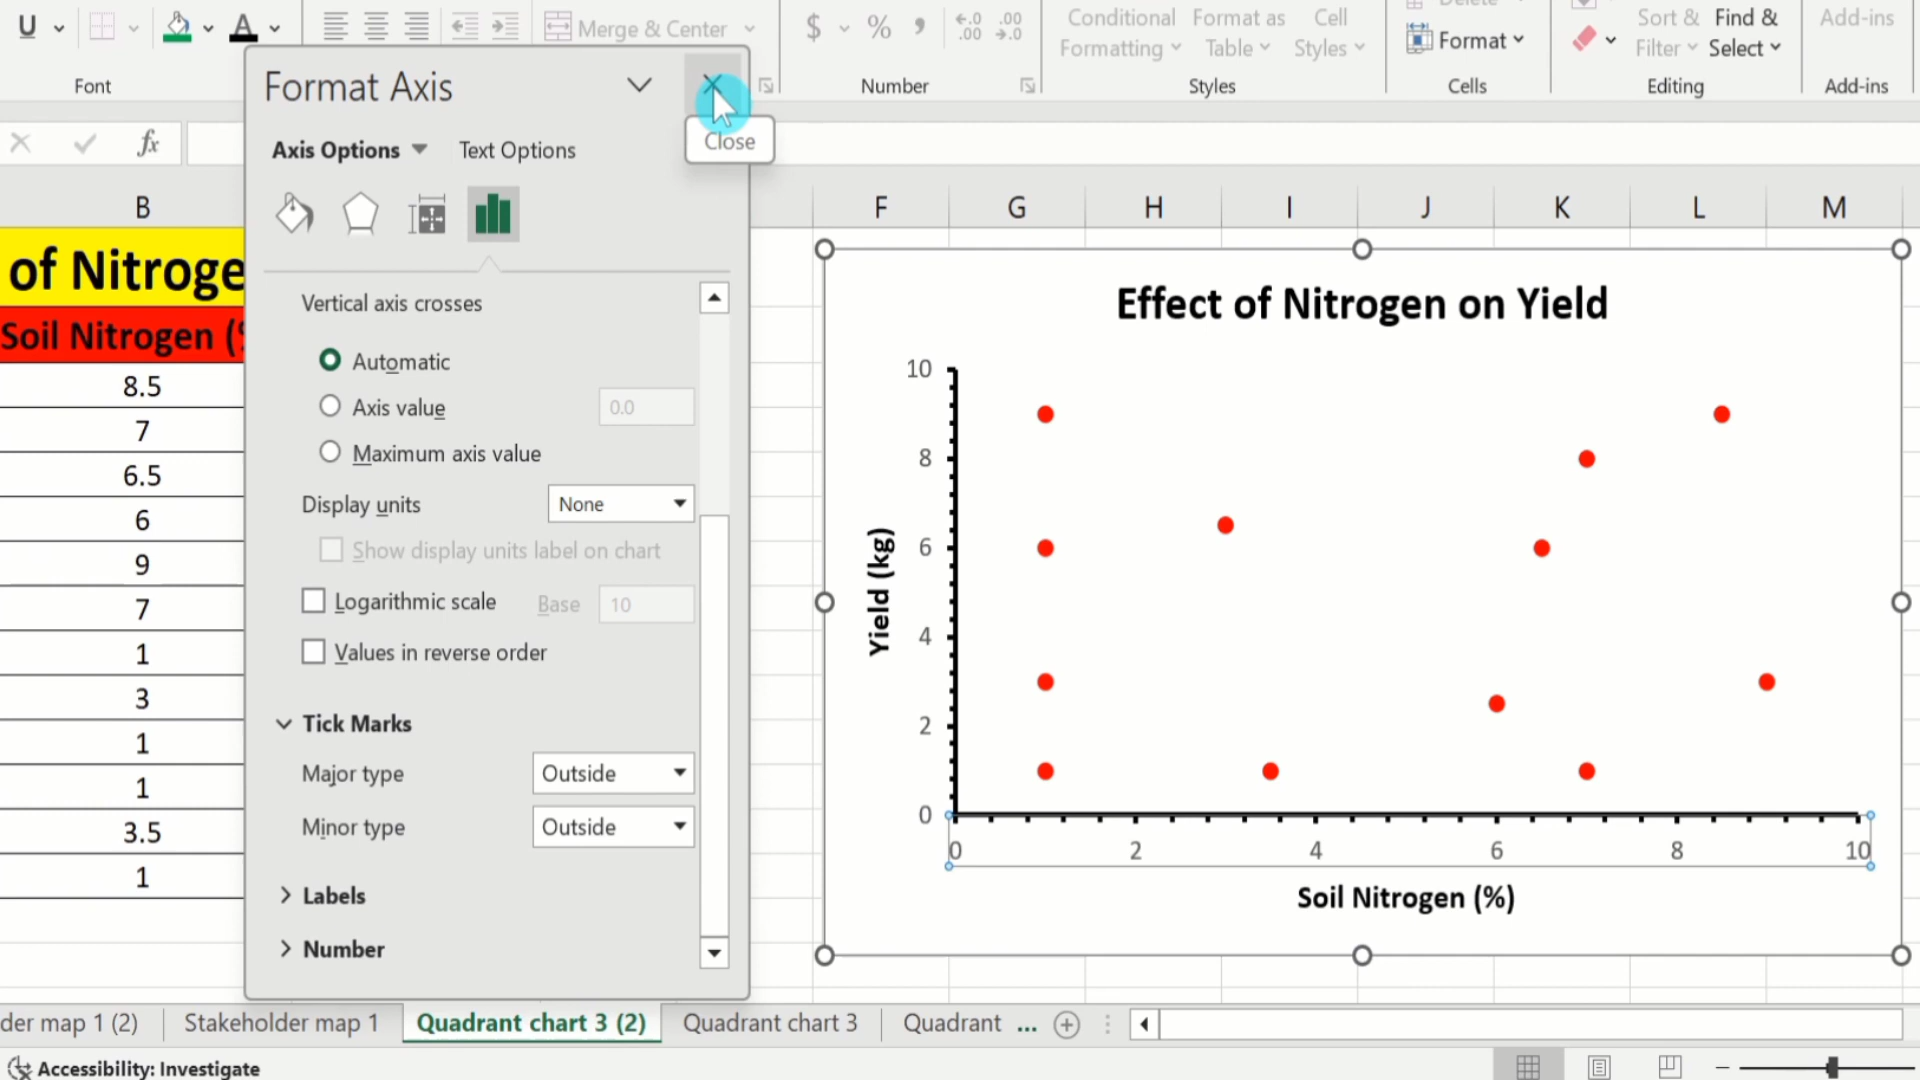 U
A
Merge & Center
$ % ,
←.0 .00
.00 →.0
Conditional
Formatting
Format as
Table
Cell
Styles
Delete
Format
Sort &
Filter
Find &
Select
Add-ins
Font
Number
Styles
Cells
Editing
Add-ins
Format Axis
Close
fx
Axis Options
Text Options
B F G H I J K L M
of Nitroge
Soil Nitrogen (
8.5
7
6.5
6
9
7
1
3
1
1
3.5
1
Vertical axis crosses
Automatic
Axis value 0.0
Maximum axis value
Display units None
Show display units label on chart
Logarithmic scale Base 10
Values in reverse order
Tick Marks
Major type Outside
Minor type Outside
Labels
Number
Effect of Nitrogen on Yield
Yield (kg)
10
8
6
4
2
0
0 2 4 6 8 10
Soil Nitrogen (%)
der map 1 (2) Stakeholder map 1 Quadrant chart 3 (2) Quadrant chart 3 Quadrant ...
Accessibility: Investigate